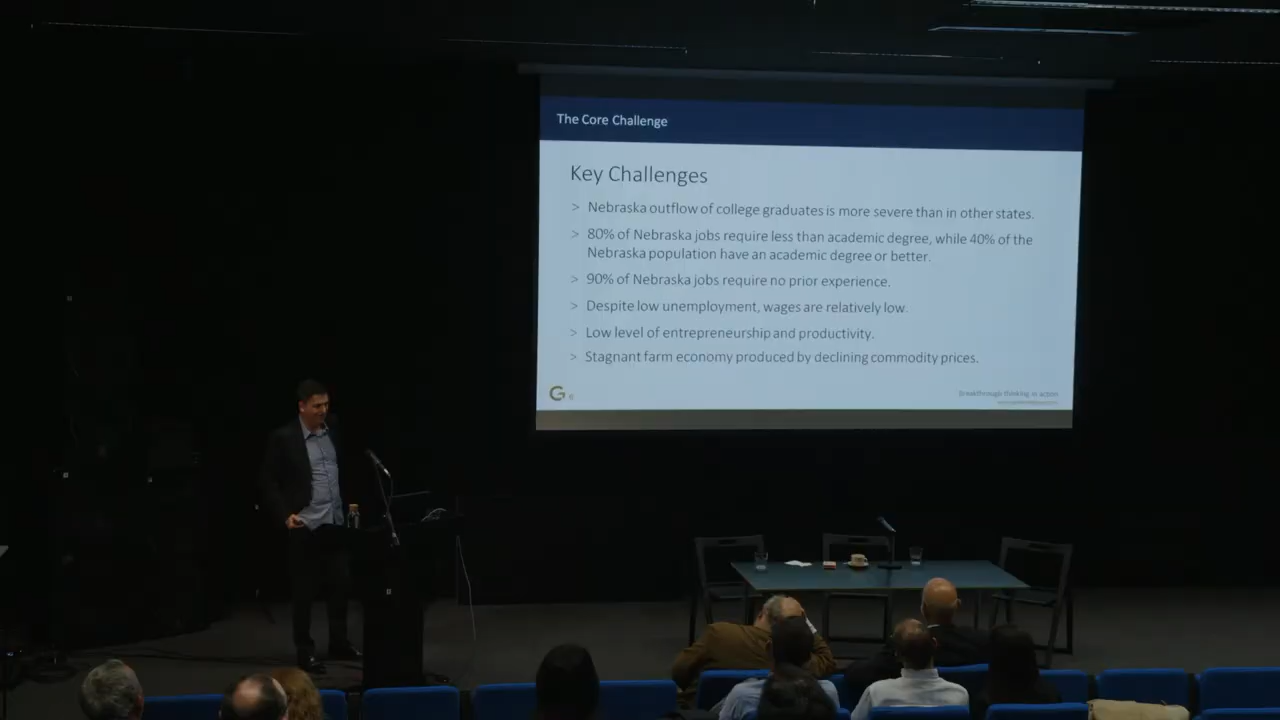 The Core Challenge
Key Challenges
> Nebraska outflow of college graduates is more severe than in other states.
> 80% of Nebraska jobs require less than academic degree, while 40% of the
Nebraska population have an academic degree or better.
> 90% of Nebraska jobs require no prior experience.
> Despite low unemployment, wages are relatively low.
> Low level of entrepreneurship and productivity.
> Stagnant farm economy produced by declining commodity prices.
G 6
Breakthrough thinking in action